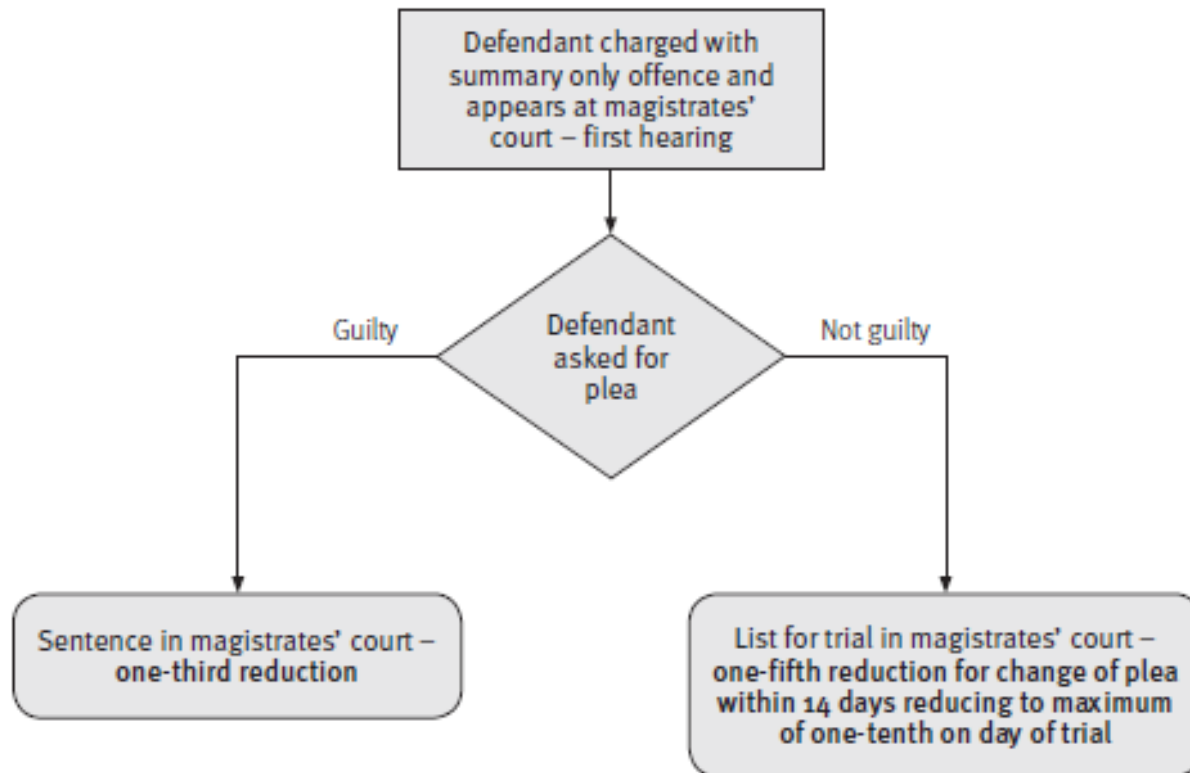 Defendant charged with
summary only offence and
appears at magistrates’
court – first hearing
Guilty
Defendant
asked for
plea
Not guilty
Sentence in magistrates’ court –
one-third reduction
List for trial in magistrates’ court –
one-fifth reduction for change of plea
within 14 days reducing to maximum
of one-tenth on day of trial